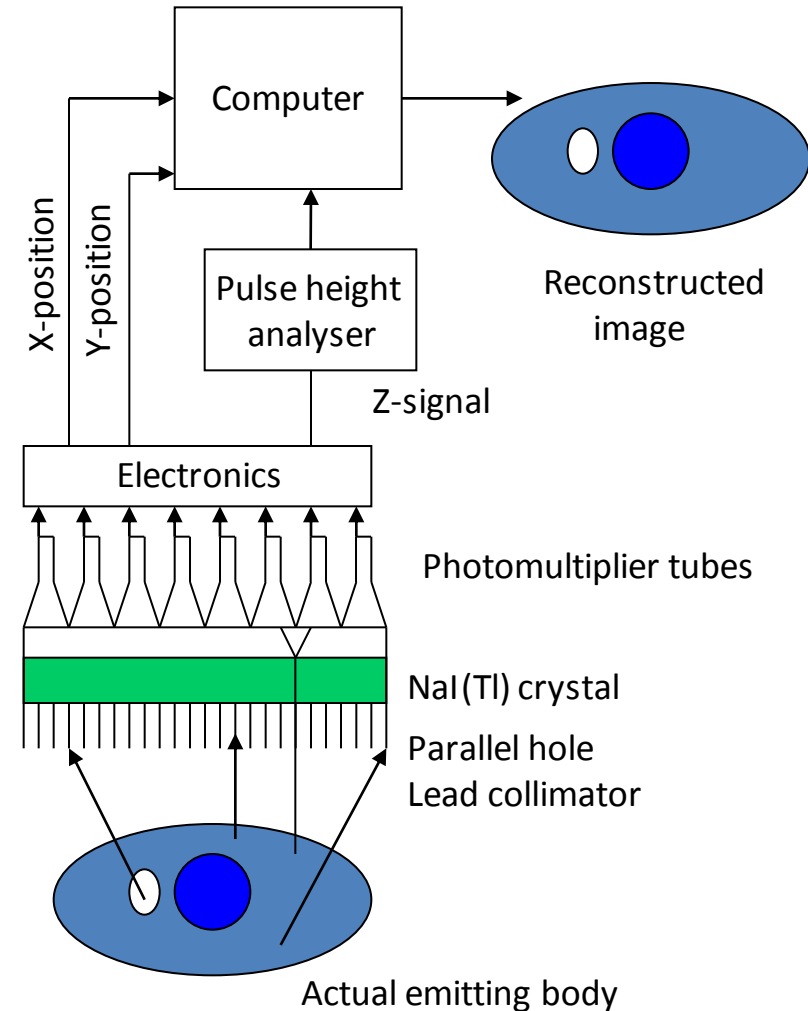 Computer
X-position
Y-position
Pulse height
analyser
Reconstructed
image
Z-signal
Electronics
Photomultiplier tubes
NaI(Tl) crystal
Parallel hole
Lead collimator
Actual emitting body